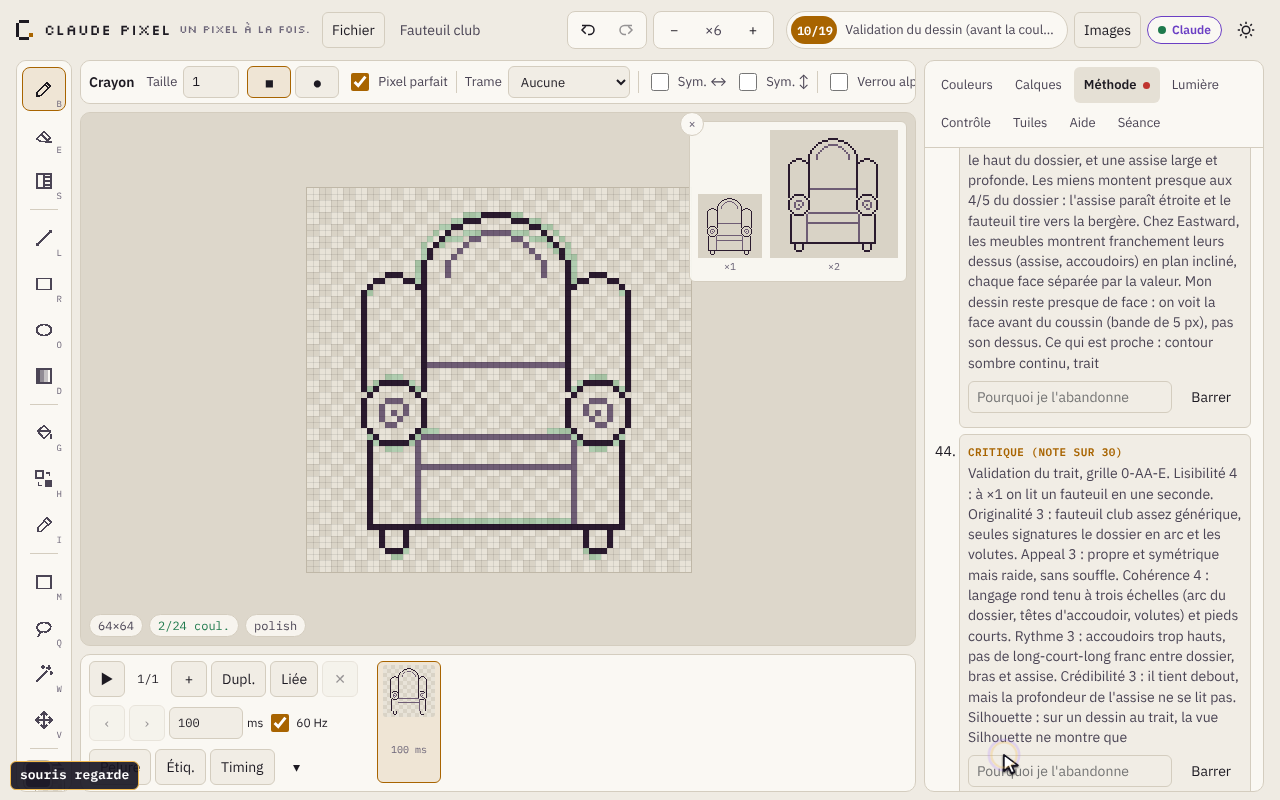 CLAUDE PIXEL UN PIXEL À LA FOIS. Fichier Fauteuil club − ×6 + 10/19 Validation du dessin (avant la coul… Images Claude
Crayon Taille 1 ■ ● Pixel parfait Trame Aucune Sym. ↔ Sym. ↕ Verrou alp
B
E
S
L
R
O
D
G
H
I
M
Q
W
V
×
×1
×2
64×64 2/24 coul. polish
▶ 1/1 + Dupl. Liée ×
‹ › 100 ms 60 Hz
Étiq. Timing ▼
100 ms
souris regarde
Couleurs Calques Méthode Lumière
Contrôle Tuiles Aide Séance
le haut du dossier, et une assise large et
profonde. Les miens montent presque aux
4/5 du dossier : l'assise paraît étroite et le
fauteuil tire vers la bergère. Chez Eastward,
les meubles montrent franchement leurs
dessus (assise, accoudoirs) en plan incliné,
chaque face séparée par la valeur. Mon
dessin reste presque de face : on voit la
face avant du coussin (bande de 5 px), pas
son dessus. Ce qui est proche : contour
sombre continu, trait
Pourquoi je l'abandonne Barrer
44. CRITIQUE (NOTE SUR 30)
Validation du trait, grille 0-AA-E. Lisibilité 4
: à ×1 on lit un fauteuil en une seconde.
Originalité 3 : fauteuil club assez générique,
seules signatures le dossier en arc et les
volutes. Appeal 3 : propre et symétrique
mais raide, sans souffle. Cohérence 4 :
langage rond tenu à trois échelles (arc du
dossier, têtes d'accoudoir, volutes) et pieds
courts. Rythme 3 : accoudoirs trop hauts,
pas de long-court-long franc entre dossier,
bras et assise. Crédibilité 3 : il tient debout,
mais la profondeur de l'assise ne se lit pas.
Silhouette : sur un dessin au trait, la vue
Silhouette ne montre que
Pourquoi je l'abandonne Barrer